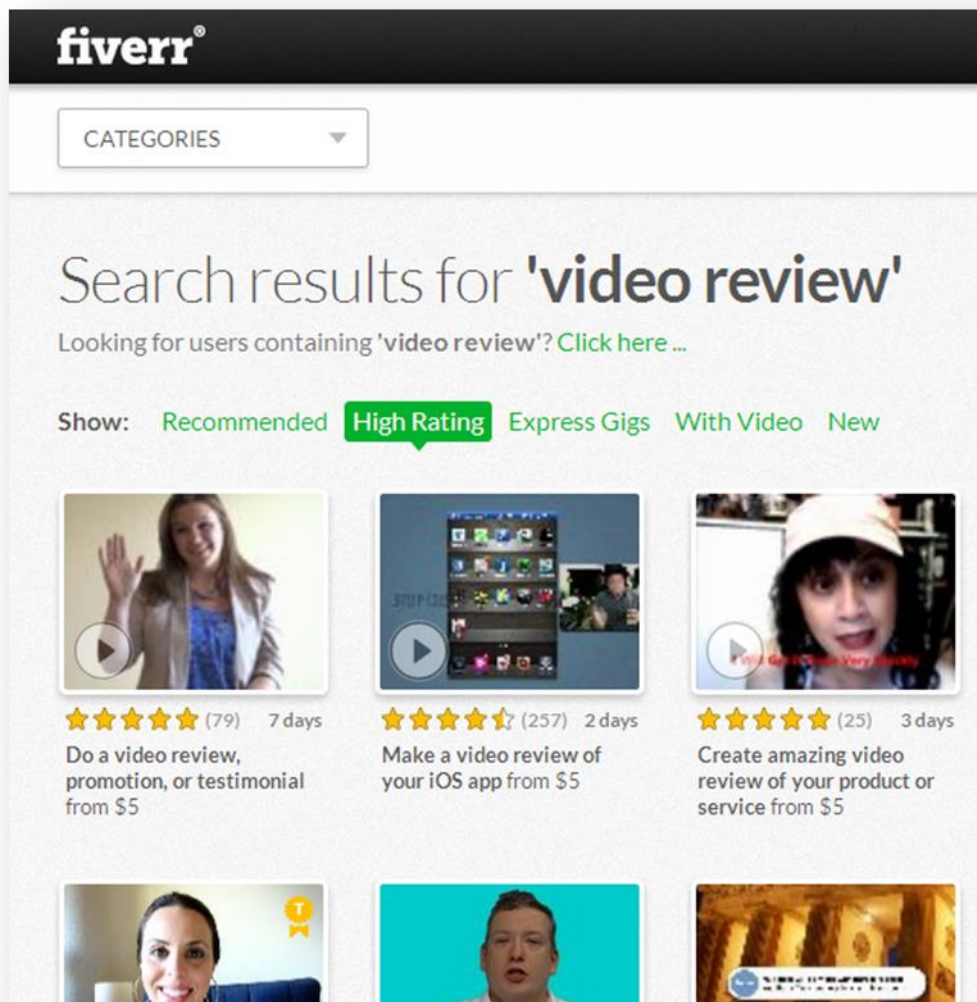 fiverr®
CATEGORIES
Search results for 'video review'
Looking for users containing 'video review'? Click here ...
Show: Recommended High Rating Express Gigs With Video New
(79) 7 days
Do a video review,
promotion, or testimonial
from $5
(257) 2 days
Make a video review of
your iOS app from $5
(25) 3 days
Create amazing video
review of your product or
service from $5
T